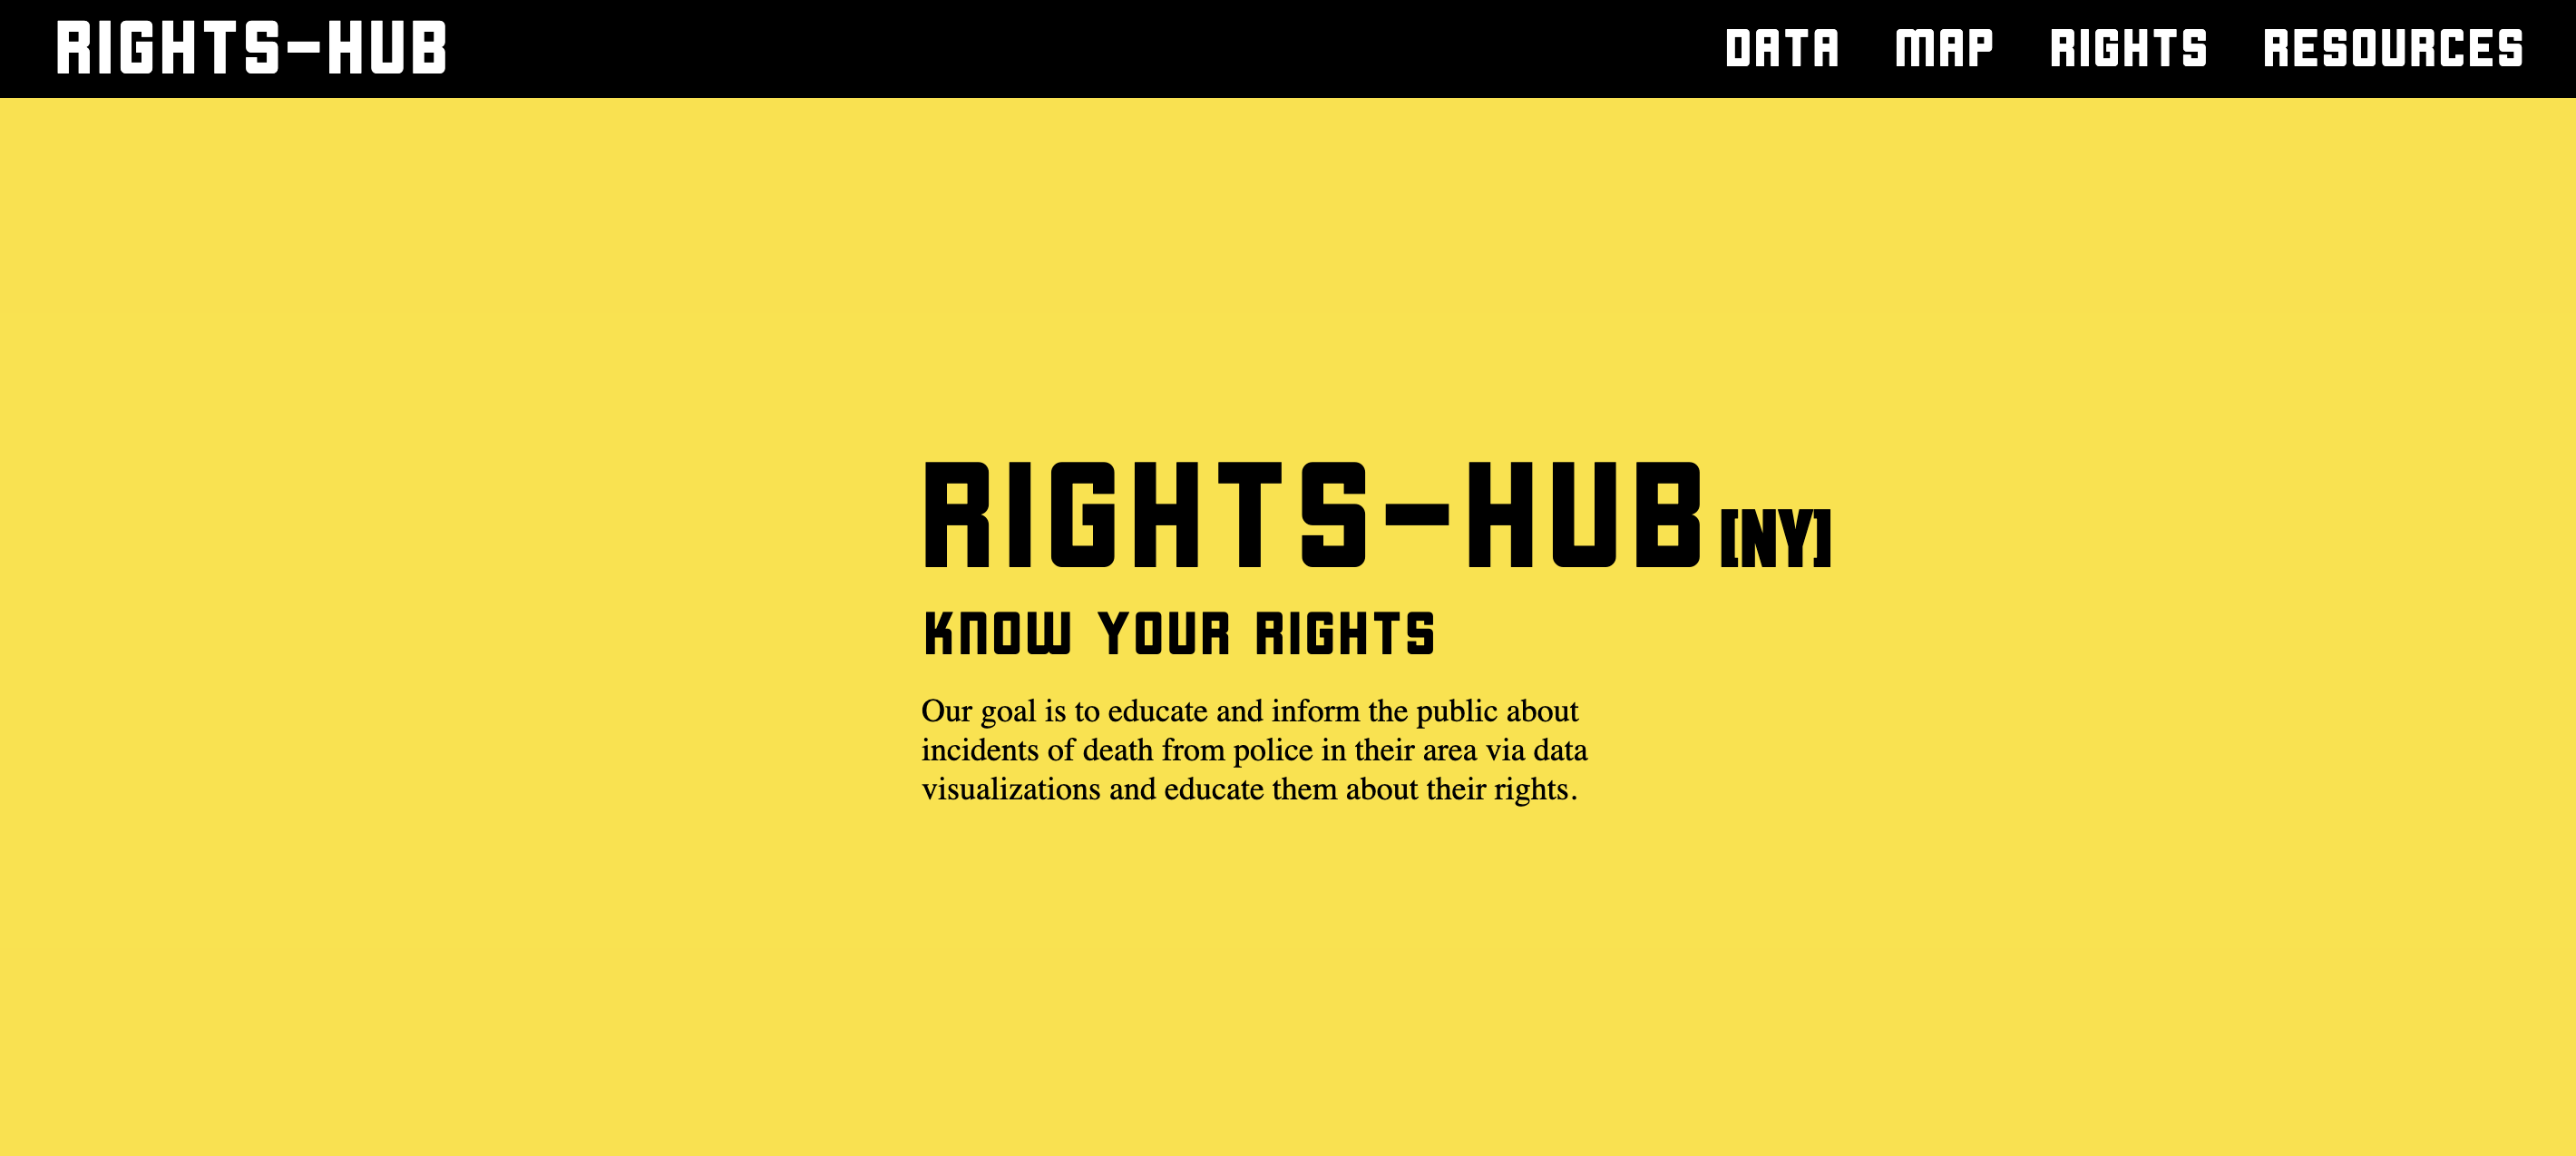 RIGHTS-HUB
DATA MAP RIGHTS RESOURCES
RIGHTS-HUB [NY]
KNOW YOUR RIGHTS
Our goal is to educate and inform the public about
incidents of death from police in their area via data
visualizations and educate them about their rights.